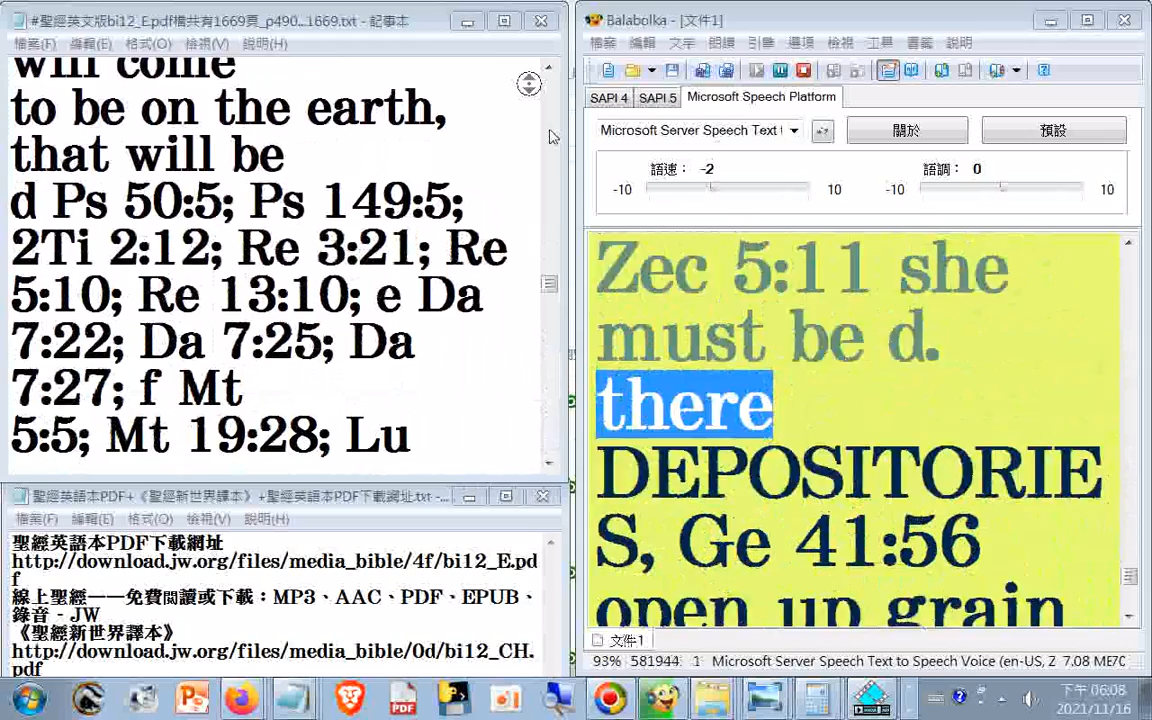 #聖經英文版bi12_E.pdf橫共有1669頁_p490...1669.txt - 記事本
檔案(F) 編輯(E) 格式(O) 檢視(V) 說明(H)
will come
to be on the earth,
that will be
d Ps 50:5; Ps 149:5;
2Ti 2:12; Re 3:21; Re
5:10; Re 13:10; e Da
7:22; Da 7:25; Da
7:27; f Mt
5:5; Mt 19:28; Lu
聖經英語本PDF+《聖經新世界譯本》+聖經英語本PDF下載網址.txt - ...
檔案(F) 編輯(E) 格式(O) 檢視(V) 說明(H)
聖經英語本PDF下載網址
http://download.jw.org/files/media_bible/4f/bi12_E.pd
f
線上聖經——免費閱讀或下載：MP3、AAC、PDF、EPUB、
錄音 - JW
《聖經新世界譯本》
http://download.jw.org/files/media_bible/0d/bi12_CH.
pdf
Balabolka - [文件1]
檔案 編輯 文字 朗讀 引擎 選項 檢視 工具 書籤 說明
SAPI 4 SAPI 5 Microsoft Speech Platform
Microsoft Server Speech Text 關於 預設
語速： -2 語調： 0
-10 10 -10 10
Zec 5:11 she
must be d.
there
DEPOSITORIE
S, Ge 41:56
open up grain
文件1
93% 581944 1 Microsoft Server Speech Text to Speech Voice (en-US, Z 7.08 ME
下午 06:08
2021/11/16